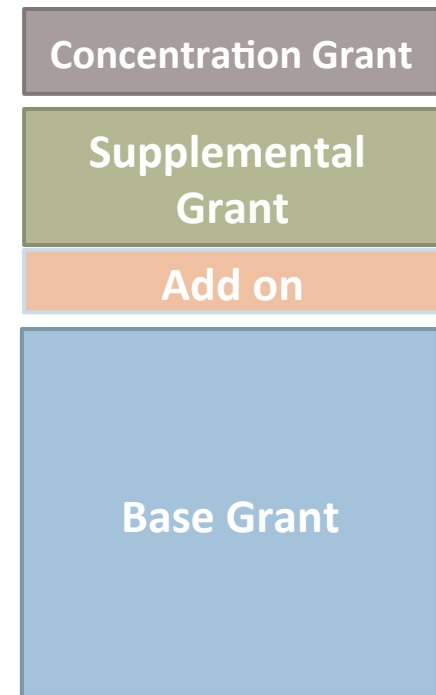 Concentration Grant
Supplemental
Grant
Add on
Base Grant